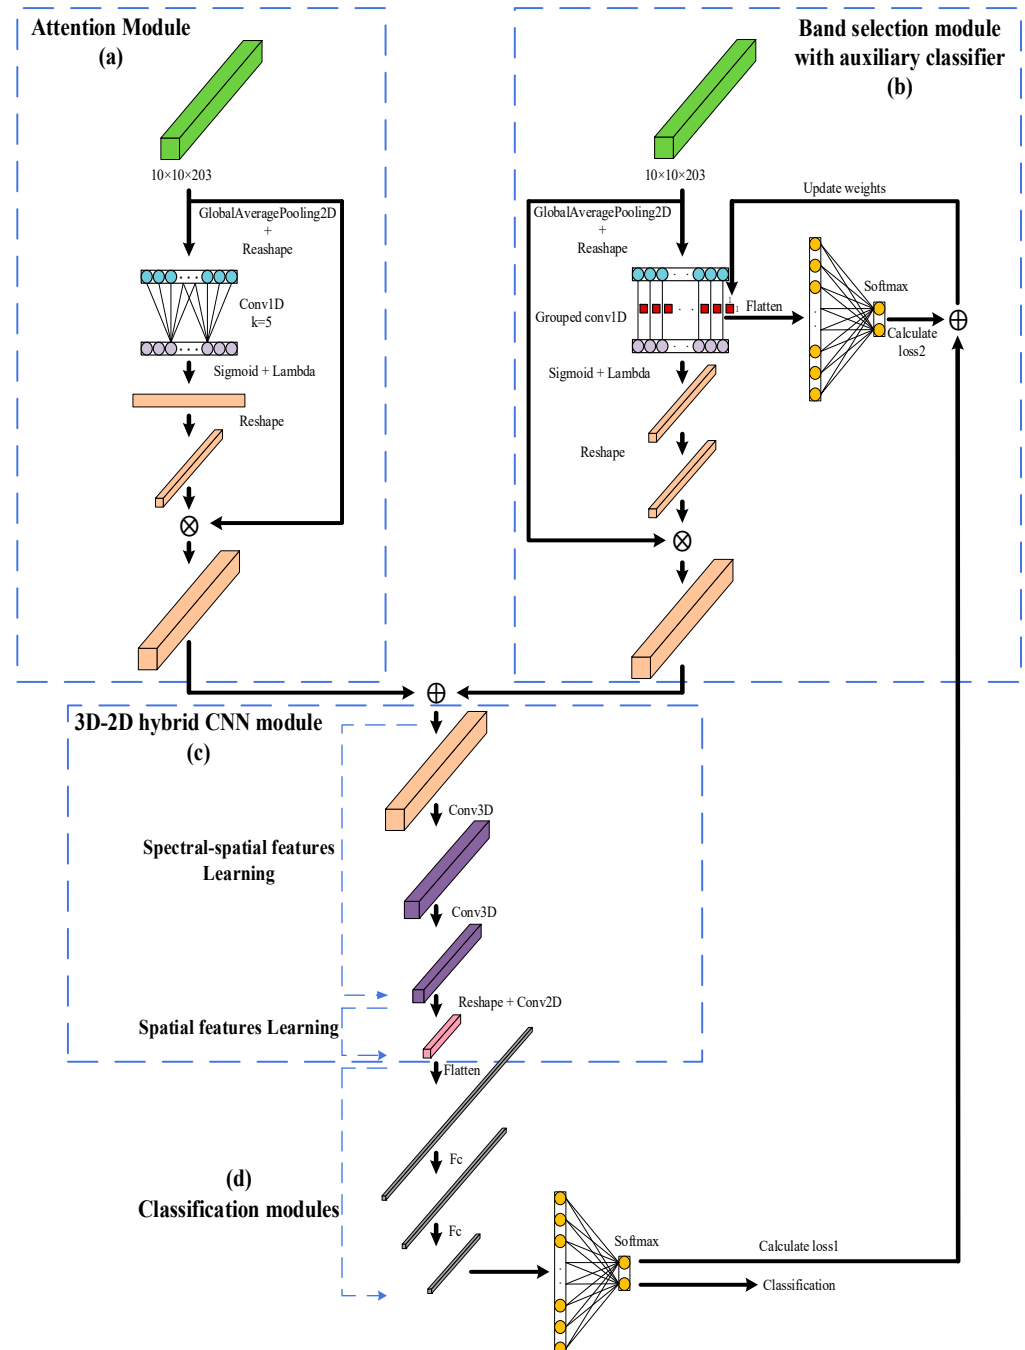 Attention Module
(a)
10×10×203
GlobalAveragePooling2D
+
Reashape
Conv1D
k=5
Sigmoid + Lambda
Reshape
Band selection module
with auxiliary classifier
(b)
10×10×203
Update weights
GlobalAveragePooling2D
+
Reashape
Softmax
Flatten
1
1
Grouped conv1D
Calculate
loss2
Sigmoid + Lambda
Reshape
3D-2D hybrid CNN module
(c)
Conv3D
Spectral-spatial features
Learning
Conv3D
Reshape + Conv2D
Spatial features Learning
Flatten
Fc
(d)
Classification modules
Fc
Softmax
Calculate loss1
Classification